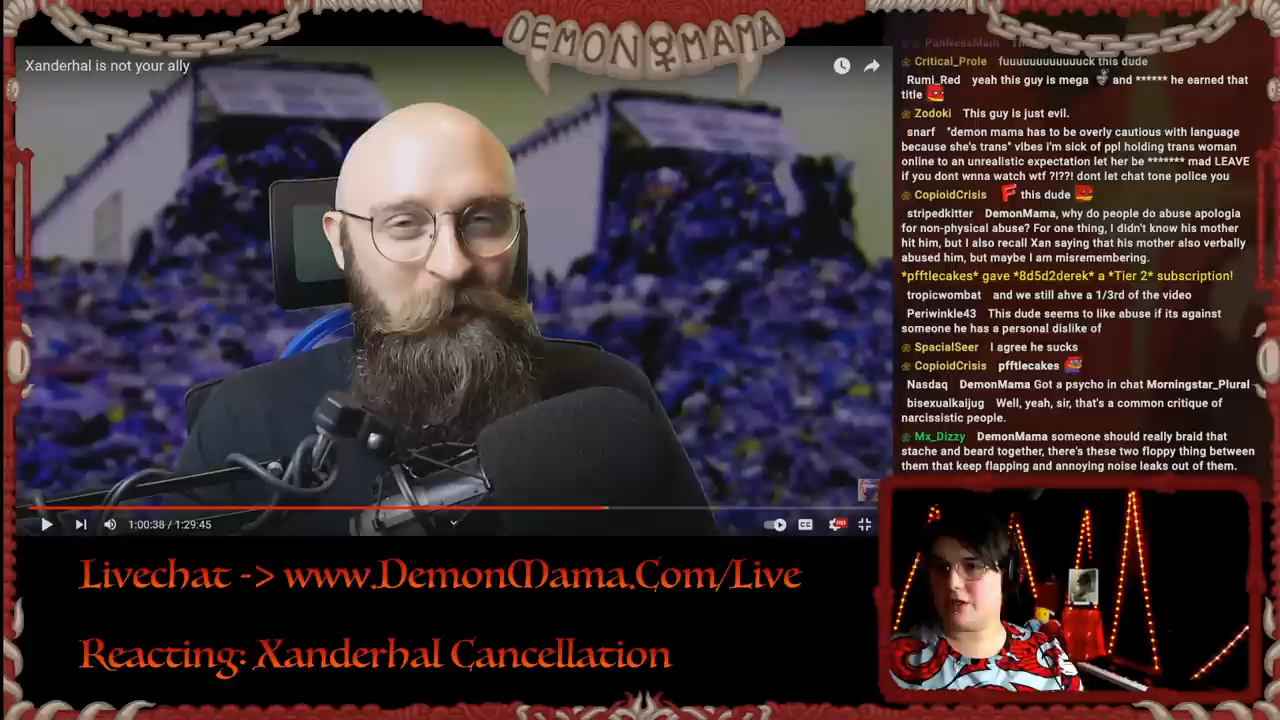 DEMON MAMA
Xanderhal is not your ally
PanNessMain
Critical_Prole fuuuuuuuuuuuuck this dude
Rumi_Red yeah this guy is mega and ****** he earned that
title
Zodoki This guy is just evil.
snarf "demon mama has to be overly cautious with language
because she's trans" vibes i'm sick of ppl holding trans woman
online to an unrealistic expectation let her be ******* mad LEAVE
if you dont wnna watch wtf ?!??! dont let chat tone police you
CopioidCrisis F this dude
stripedkitter DemonMama, why do people do abuse apologia
for non-physical abuse? For one thing, I didn't know his mother
hit him, but I also recall Xan saying that his mother also verbally
abused him, but maybe I am misremembering.
*pfftlecakes* gave *8d5d2derek* a *Tier 2* subscription!
tropicwombat and we still ahve a 1/3rd of the video
Periwinkle43 This dude seems to like abuse if its against
someone he has a personal dislike of
SpacialSeer I agree he sucks
CopioidCrisis pfftlecakes
Nasdaq DemonMama Got a psycho in chat Morningstar_Plural
bisexualkaijug Well, yeah, sir, that's a common critique of
narcissistic people.
Mx_Dizzy DemonMama someone should really braid that
stache and beard together, there's these two floppy thing between
them that keep flapping and annoying noise leaks out of them.
1:00:38 / 1:29:45
CC
HD
Livechat -> www.DemonMama.Com/Live
Reacting: Xanderhal Cancellation